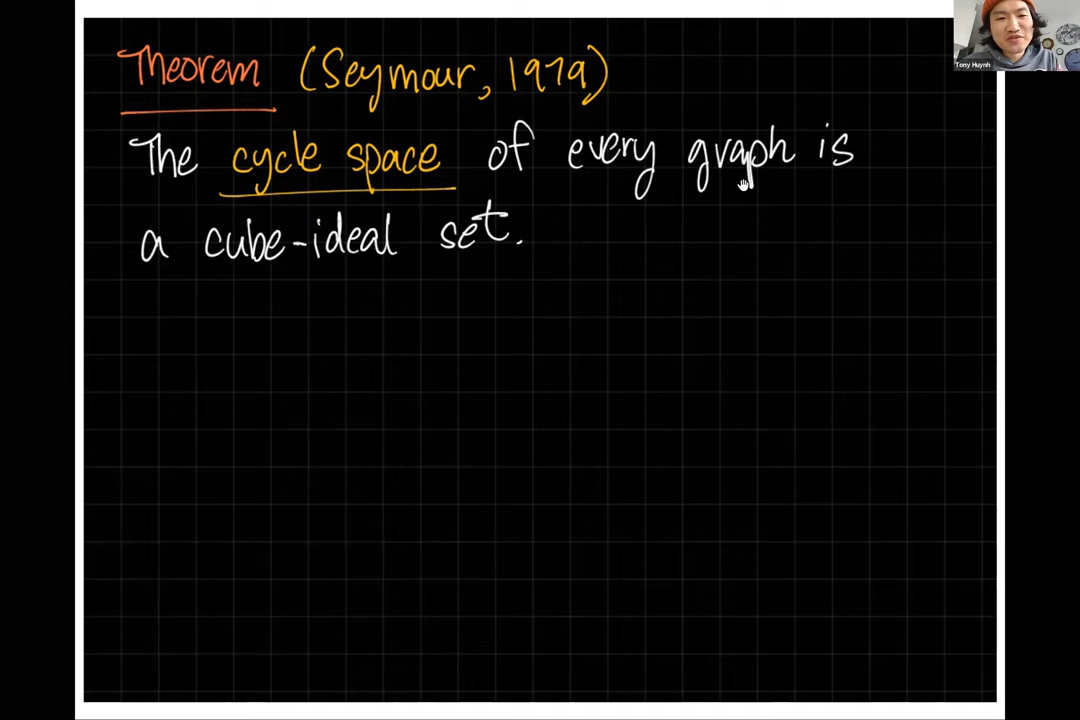 Theorem (Seymour, 1979)
The cycle space of every graph is
a cube-ideal set.
Tony Huynh